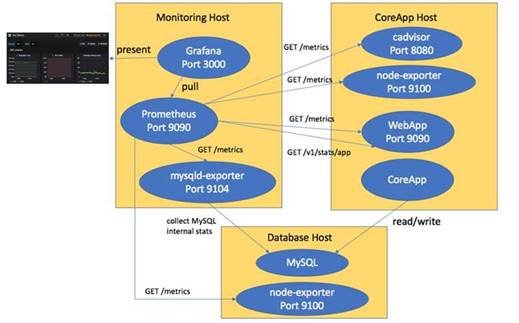 Monitoring Host
CoreApp Host
present
Grafana
Port 3000
pull
Prometheus
Port 9090
GET /metrics
mysqld-exporter
Port 9104
GET /metrics
cadvisor
Port 8080
GET /metrics
node-exporter
Port 9100
GET /metrics
WebApp
Port 9090
GET /v1/stats/app
CoreApp
collect MySQL
internal stats
read/write
Database Host
MySQL
GET /metrics
node-exporter
Port 9100